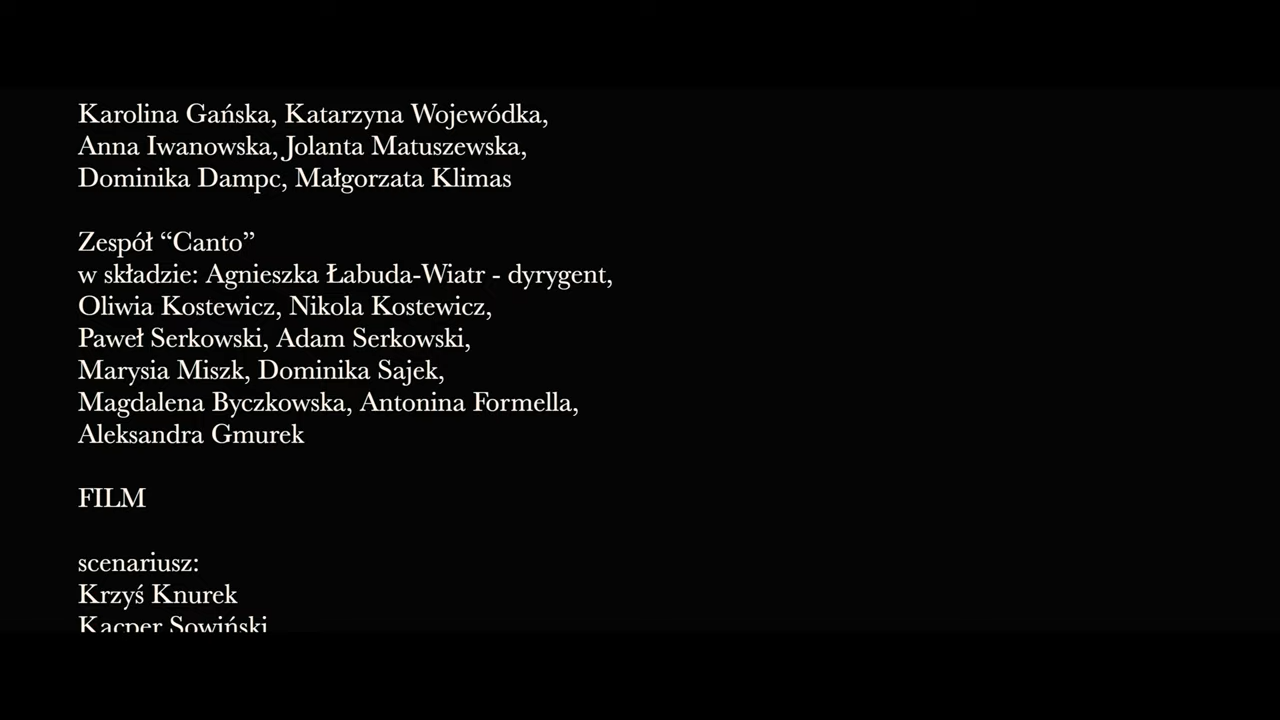 Karolina Gańska, Katarzyna Wojewódka,
Anna Iwanowska, Jolanta Matuszewska,
Dominika Dampc, Małgorzata Klimas
Zespół “Canto”
w składzie: Agnieszka Łabuda-Wiatr - dyrygent,
Oliwia Kostewicz, Nikola Kostewicz,
Paweł Serkowski, Adam Serkowski,
Marysia Miszk, Dominika Sajek,
Magdalena Byczkowska, Antonina Formella,
Aleksandra Gmurek
FILM
scenariusz:
Krzyś Knurek
Kacper Sowiński